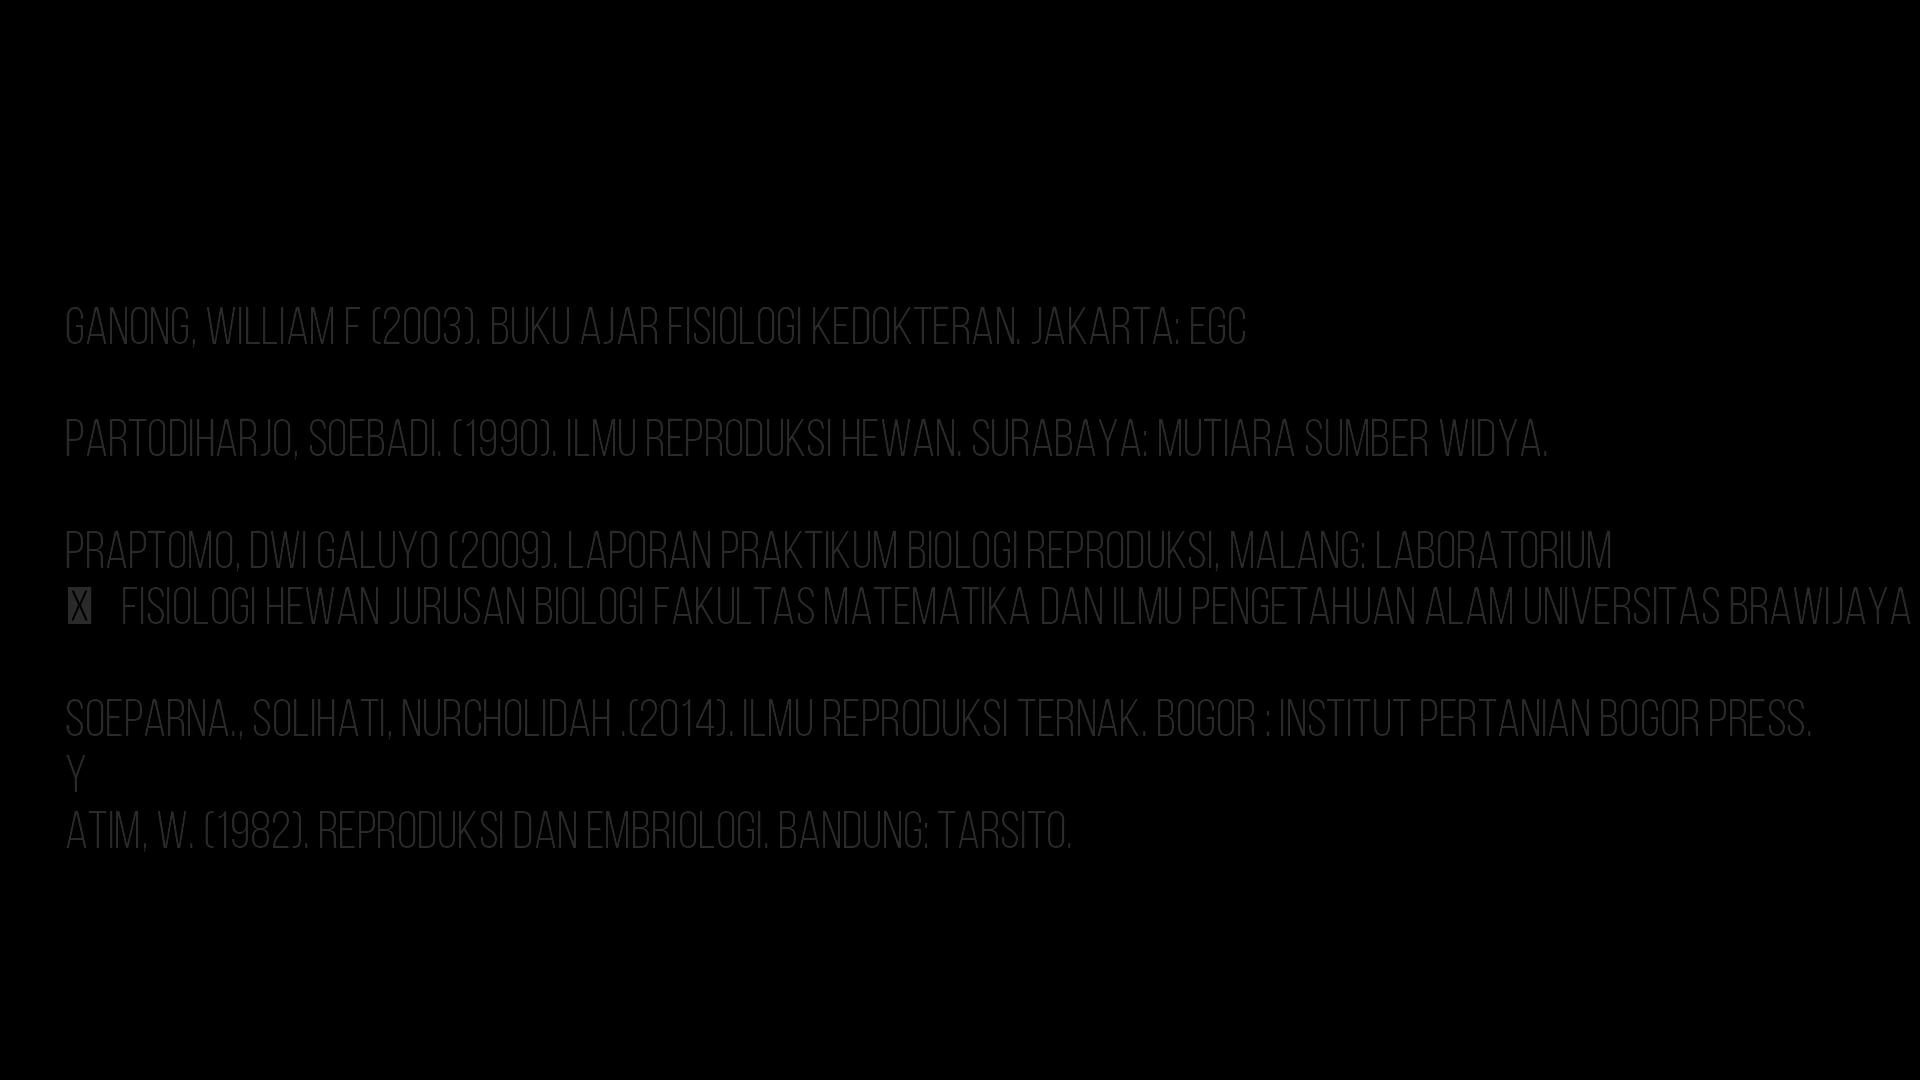 GANONG, WILLIAM F (2003). BUKU AJAR FISIOLOGI KEDOKTERAN. JAKARTA: EGC
PARTODIHARJO, SOEBADI. (1990). ILMU REPRODUKSI HEWAN. SURABAYA: MUTIARA SUMBER WIDYA.
PRAPTOMO, DWI GALUYO (2009). LAPORAN PRAKTIKUM BIOLOGI REPRODUKSI, MALANG: LABORATORIUM
FISIOLOGI HEWAN JURUSAN BIOLOGI FAKULTAS MATEMATIKA DAN ILMU PENGETAHUAN ALAM UNIVERSITAS BRAWIJAYA
SOEPARNA., SOLIHATI, NURCHOLIDAH .(2014). ILMU REPRODUKSI TERNAK. BOGOR : INSTITUT PERTANIAN BOGOR PRESS.
Y
ATIM, W. (1982). REPRODUKSI DAN EMBRIOLOGI. BANDUNG: TARSITO.